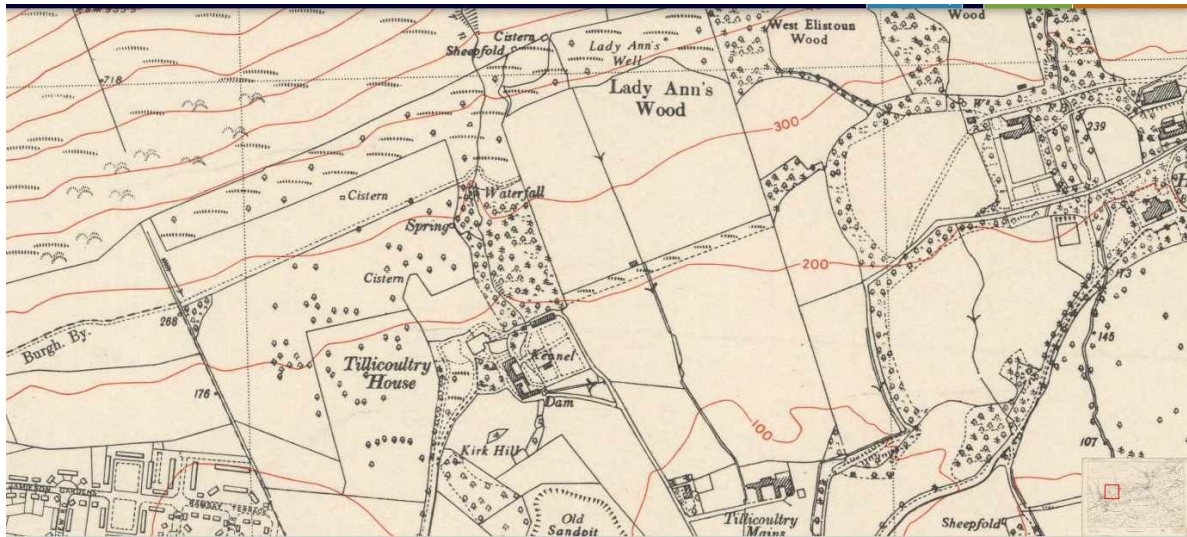 Cistern
Sheepfold
Lady Ann's
Well
Lady Ann's
Wood
West Elistoun
Wood
Wood
718
300
239
Cistern
Waterfall
Spring
Cistern
200
173
268
Burgh. By.
145
Tillicoultry
House
Kennel
176
Dam
100
Kirk Hill
107
GARDENS
TERRACE
Old
Sandpit
Tillicoultry
Mains
Sheepfold